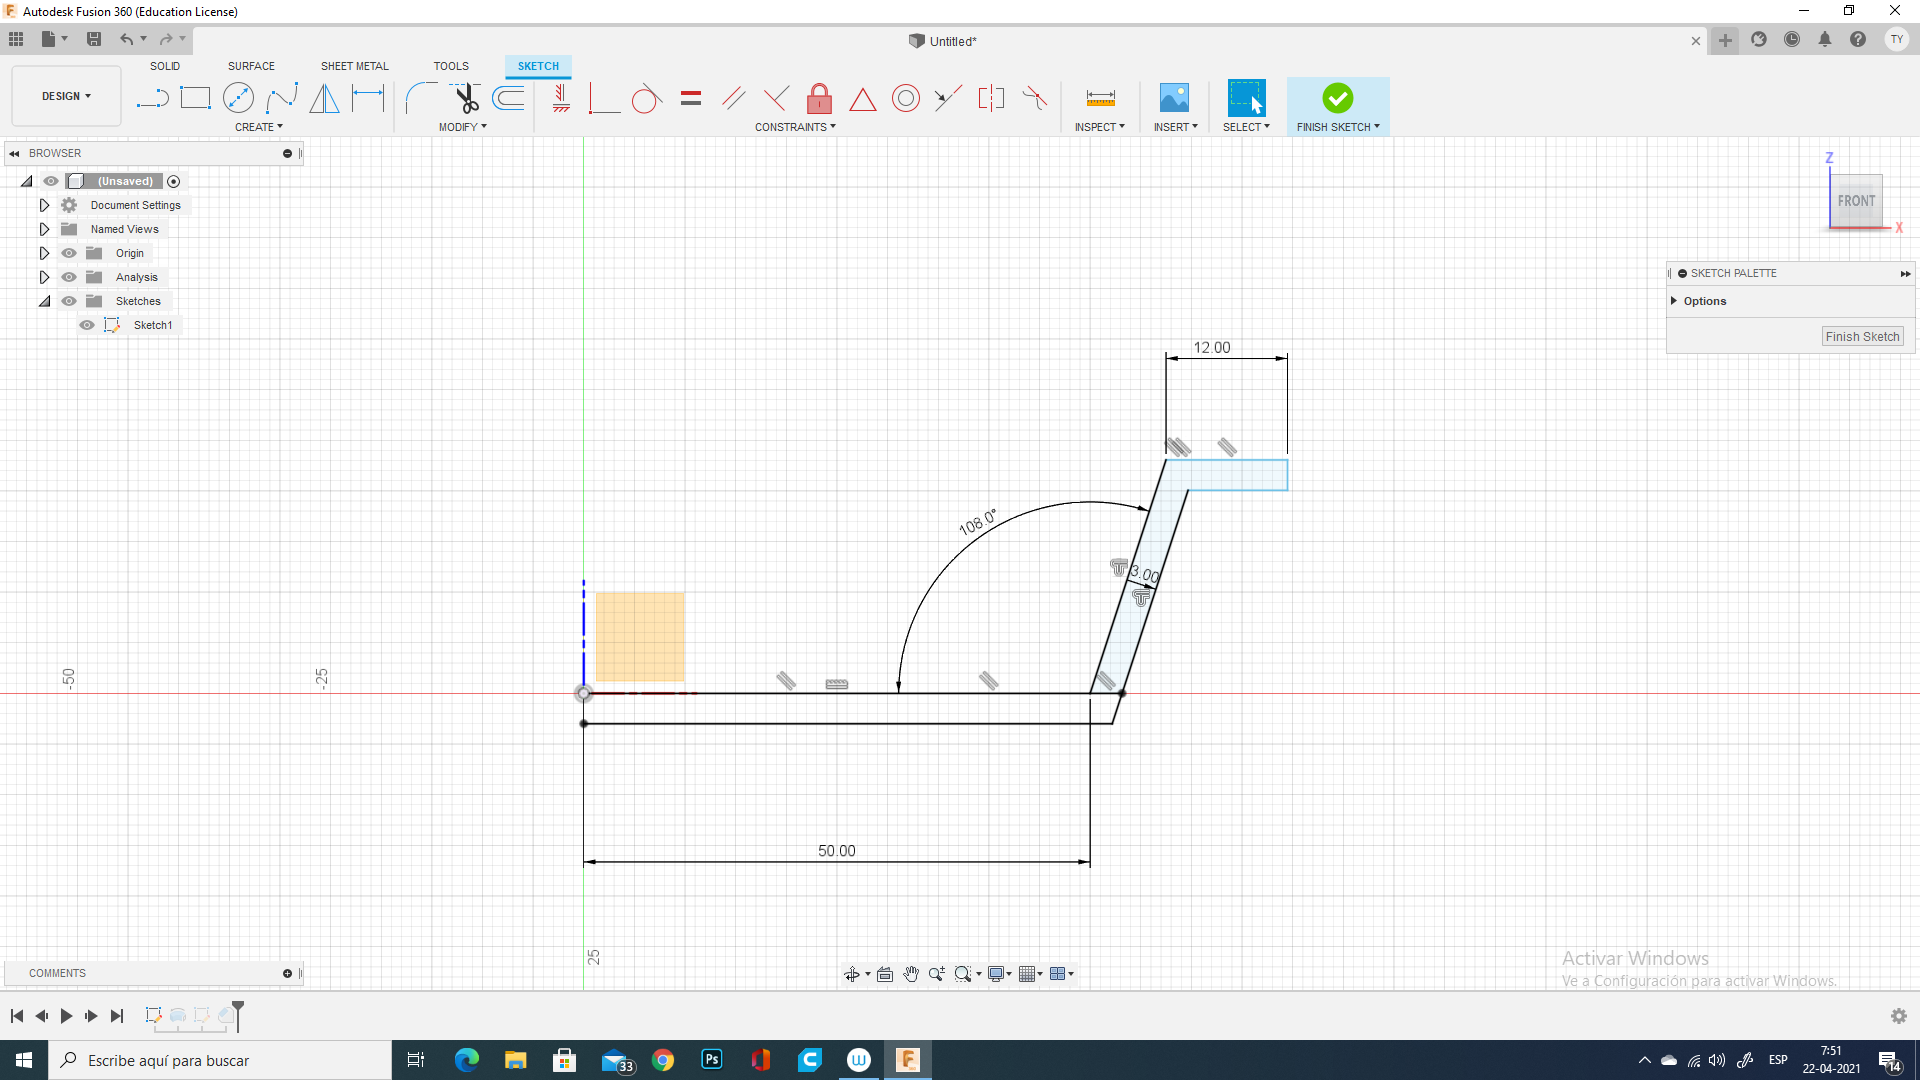 Autodesk Fusion 360 (Education License)
Untitled*
TY
SOLID
SURFACE
SHEET METAL
TOOLS
SKETCH
DESIGN
CREATE
MODIFY
CONSTRAINTS
INSPECT
INSERT
SELECT
FINISH SKETCH
BROWSER
(Unsaved)
Document Settings
Named Views
Origin
Analysis
Sketches
Sketch1
Z
FRONT
X
SKETCH PALETTE
Options
Finish Sketch
12.00
108.0°
3.00
-50
-25
50.00
25
COMMENTS
Activar Windows
Ve a Configuración para activar Windows.
Escribe aquí para buscar
33
Ps
ESP
7:51
22-04-2021
14